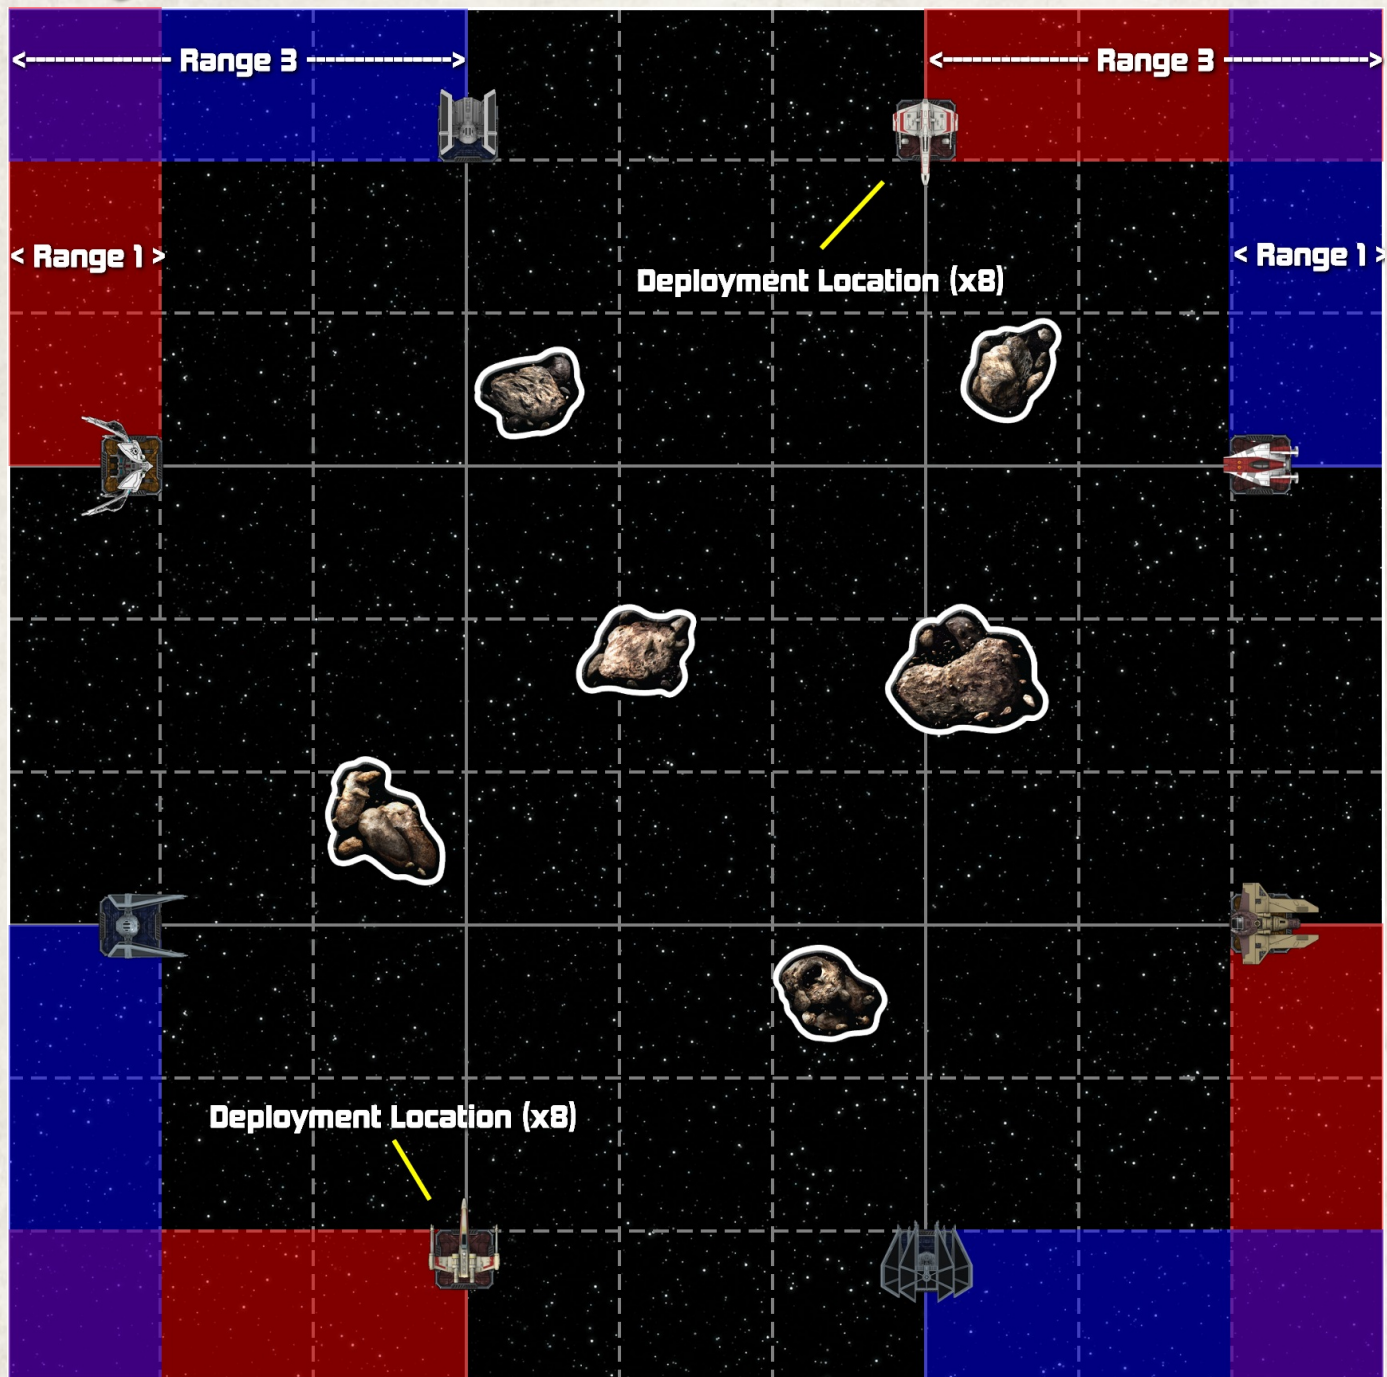 <-------------- Range 3 -------------->
<-------------- Range 3 -------------->
< Range 1 >
< Range 1 >
Deployment Location (x8)
Deployment Location (x8)